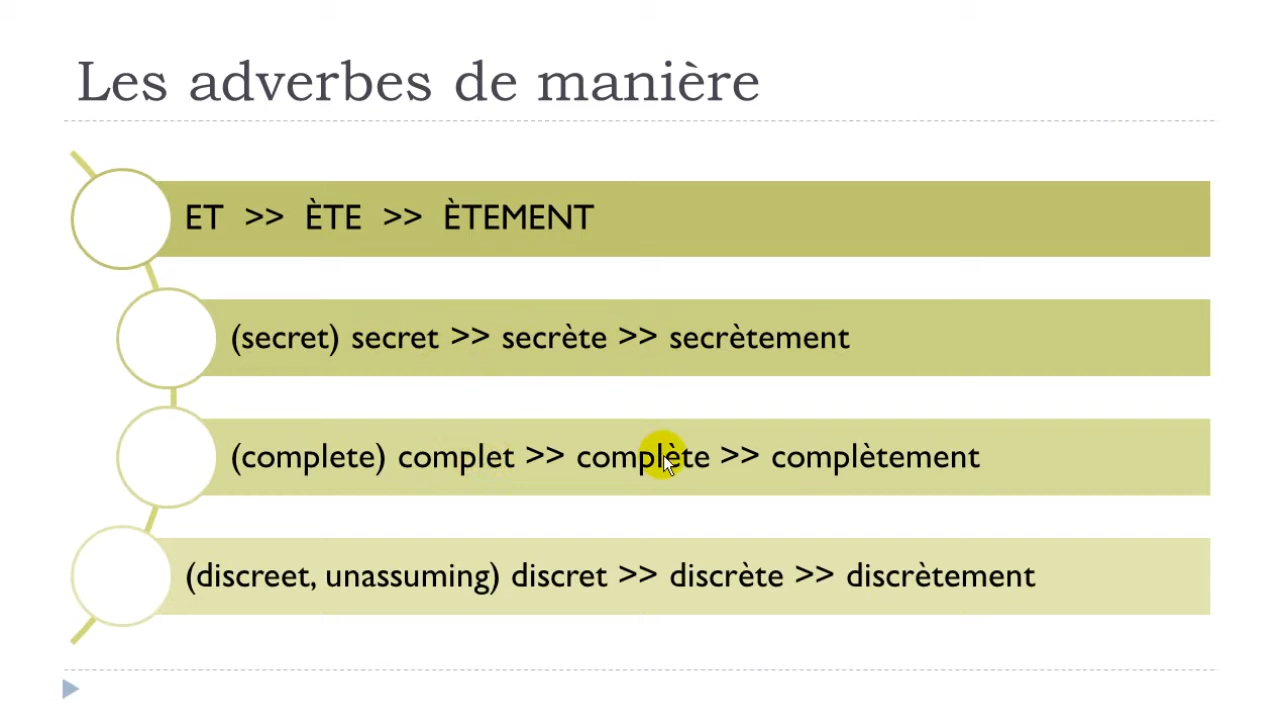 Les adverbes de manière
ET >> ÈTE >> ÈTEMENT
(secret) secret >> secrète >> secrètement
(complete) complet >> complète >> complètement
(discreet, unassuming) discret >> discrète >> discrètement